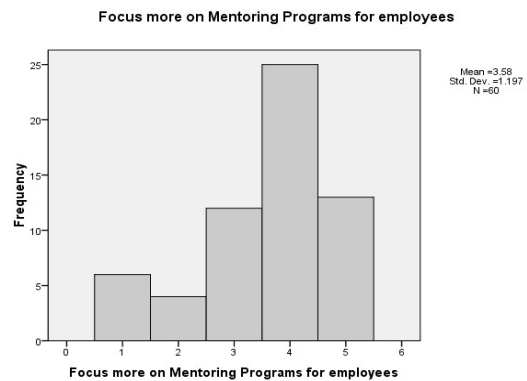 Focus more on Mentoring Programs for employees
Mean =3.58
Std. Dev. =1.197
N =60
Frequency
25
20
15
10
5
0
0 1 2 3 4 5 6
Focus more on Mentoring Programs for employees